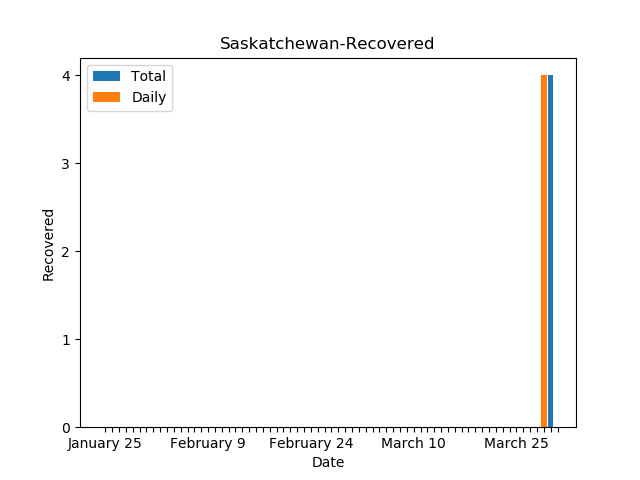 Saskatchewan-Recovered
Total
Daily
4
3
2
1
0
Recovered
January 25 February 9 February 24 March 10 March 25
Date